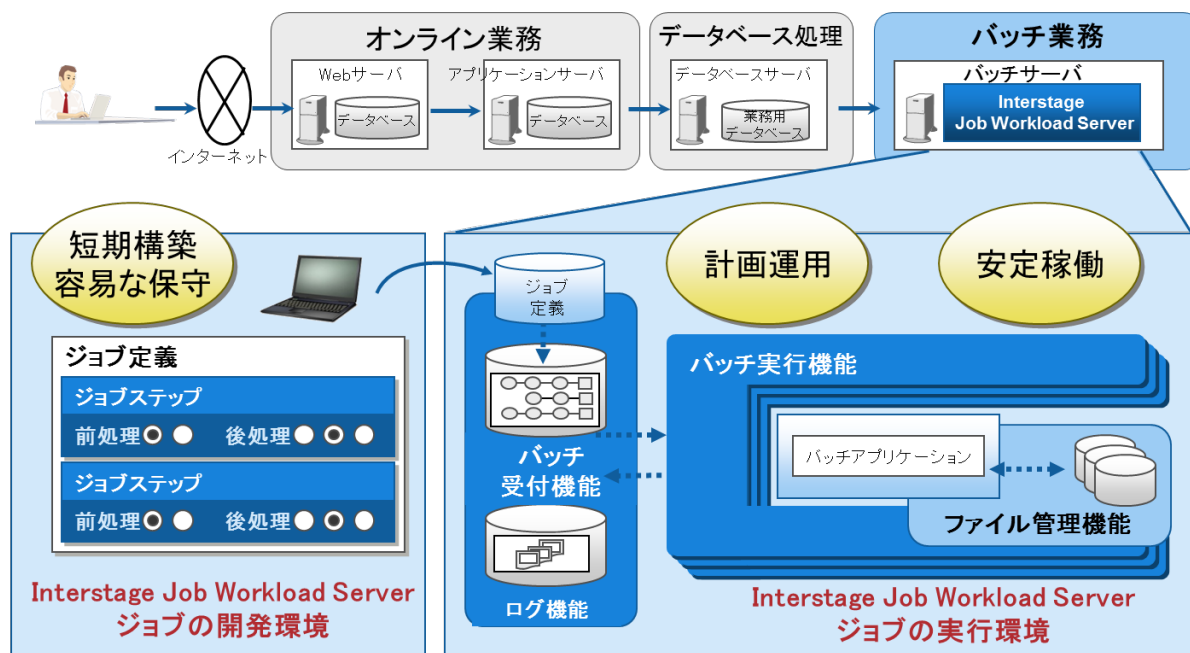 オンライン業務
データベース処理
バッチ業務
Webサーバ
アプリケーションサーバ
データベースサーバ
バッチサーバ
データベース
データベース
業務用
データベース
Interstage
Job Workload Server
インターネット
短期構築
容易な保守
計画運用
安定稼働
ジョブ
定義
ジョブ定義
ジョブステップ
前処理 後処理
ジョブステップ
前処理 後処理
バッチ
受付機能
ログ機能
バッチ実行機能
バッチアプリケーション
ファイル管理機能
Interstage Job Workload Server
ジョブの開発環境
Interstage Job Workload Server
ジョブの実行環境